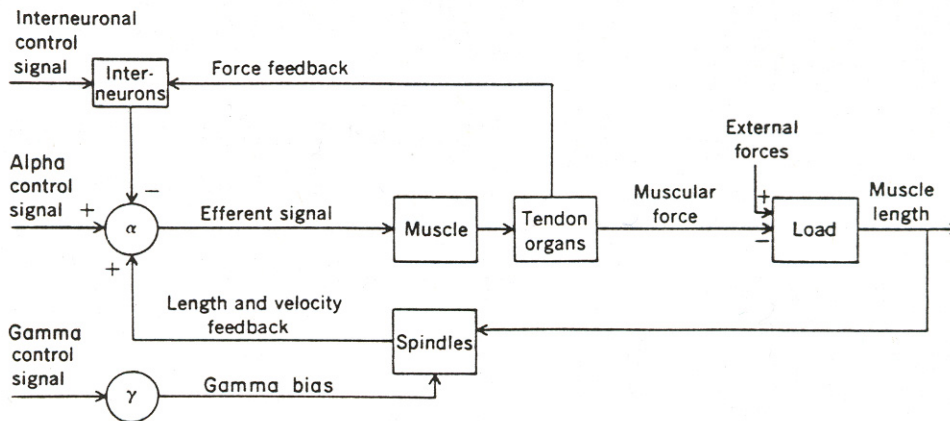 Interneuronal
control
signal
Inter-
neurons
Force feedback
External
forces
Alpha
control
signal
+
−
α
+
Efferent signal
Muscle
Tendon
organs
Muscular
force
+
−
Load
Muscle
length
Length and velocity
feedback
Spindles
Gamma
control
signal
γ
Gamma bias